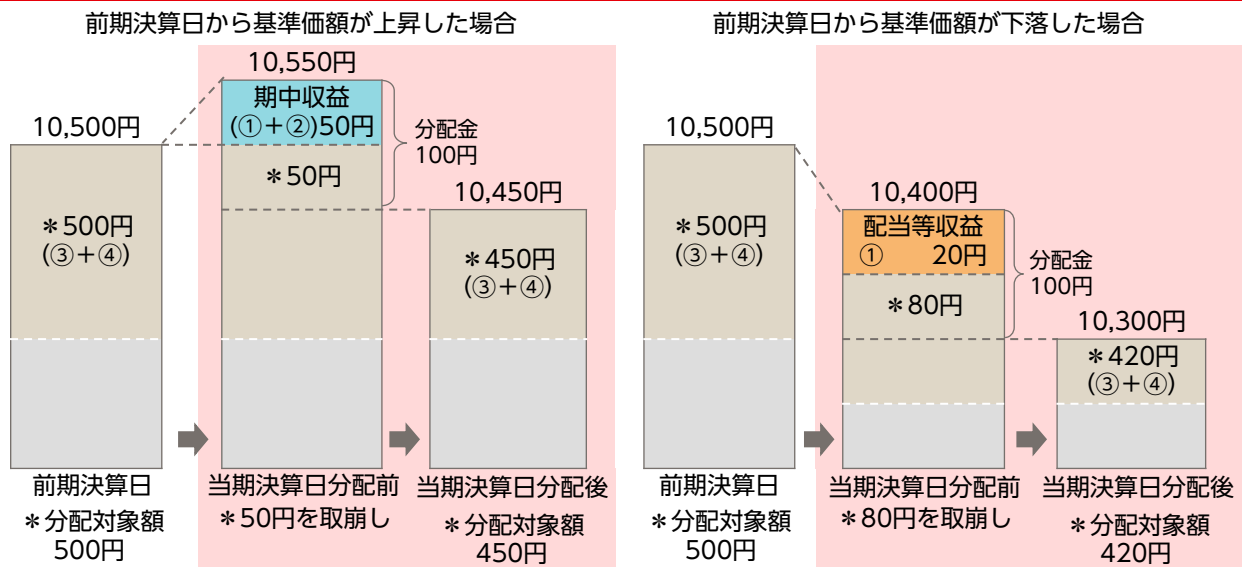 前期決算日から基準価額が上昇した場合
10,550円
期中収益
(①+②)50円
10,500円
分配金
100円
*50円
10,450円
*500円
(③+④)
*450円
(③+④)
前期決算日
*分配対象額
500円
当期決算日分配前
*50円を取崩し
当期決算日分配後
*分配対象額
450円
前期決算日から基準価額が下落した場合
10,500円
10,400円
*500円
(③+④)
配当等収益
① 20円
分配金
100円
*80円
10,300円
*420円
(③+④)
前期決算日
*分配対象額
500円
当期決算日分配前
*80円を取崩し
当期決算日分配後
*分配対象額
420円